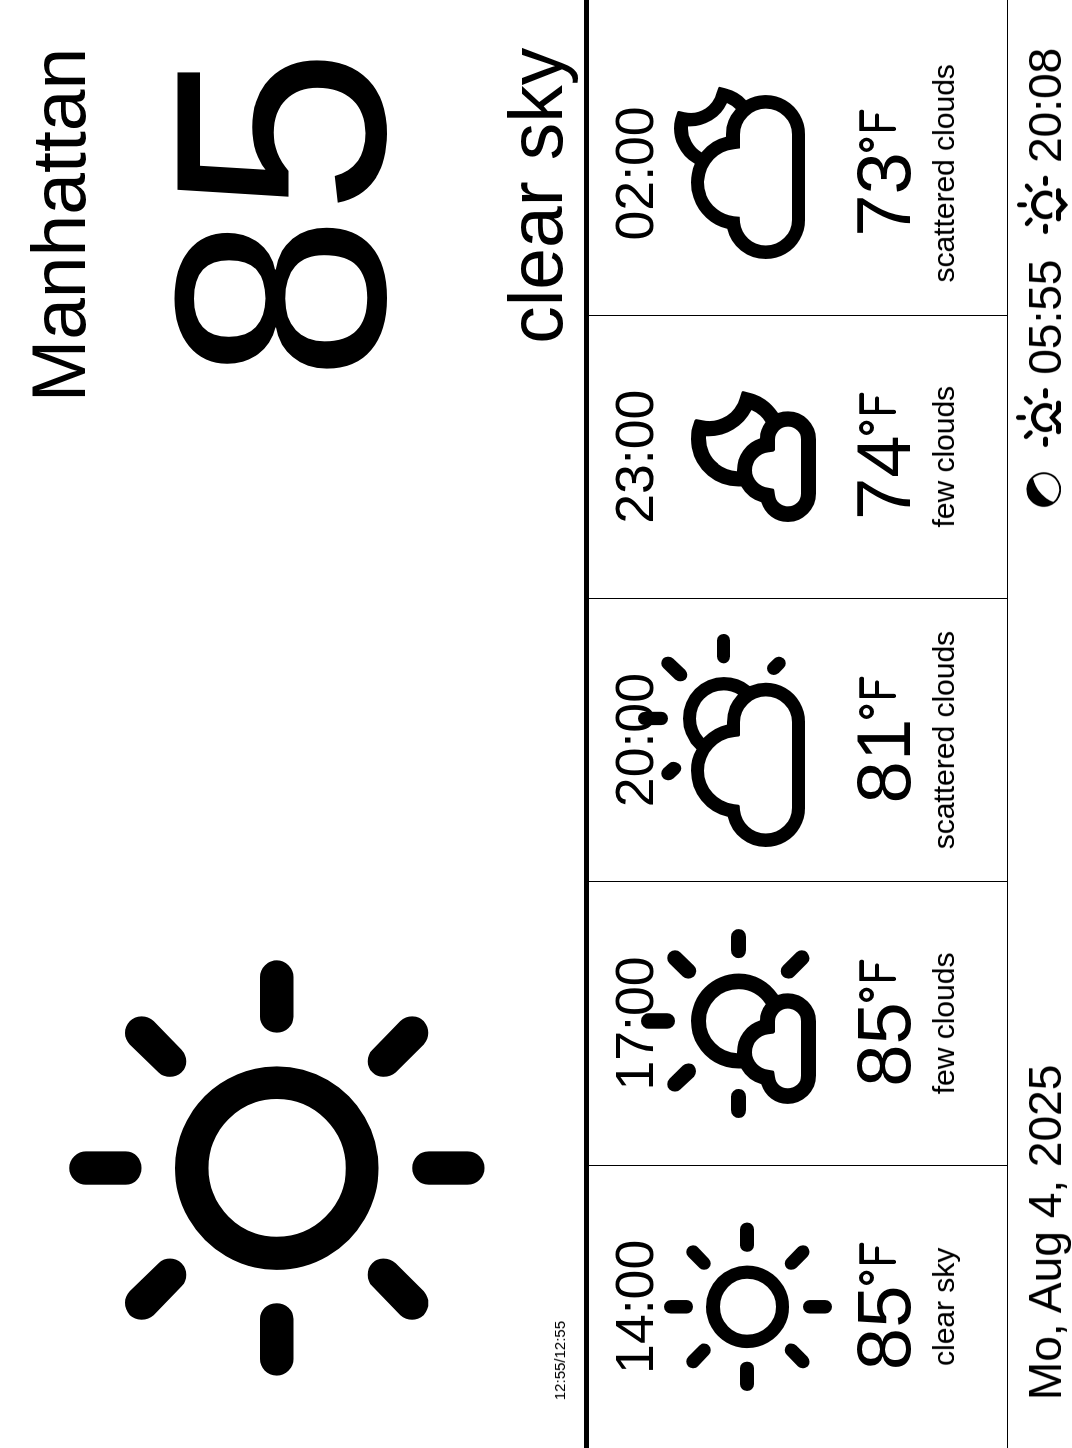 Manhattan
85
clear sky
12:55/12:55
14:00
85°F
clear sky
17:00
85°F
few clouds
20:00
81°F
scattered clouds
23:00
74°F
few clouds
02:00
73°F
scattered clouds
Mo, Aug 4, 2025
05:55
20:08